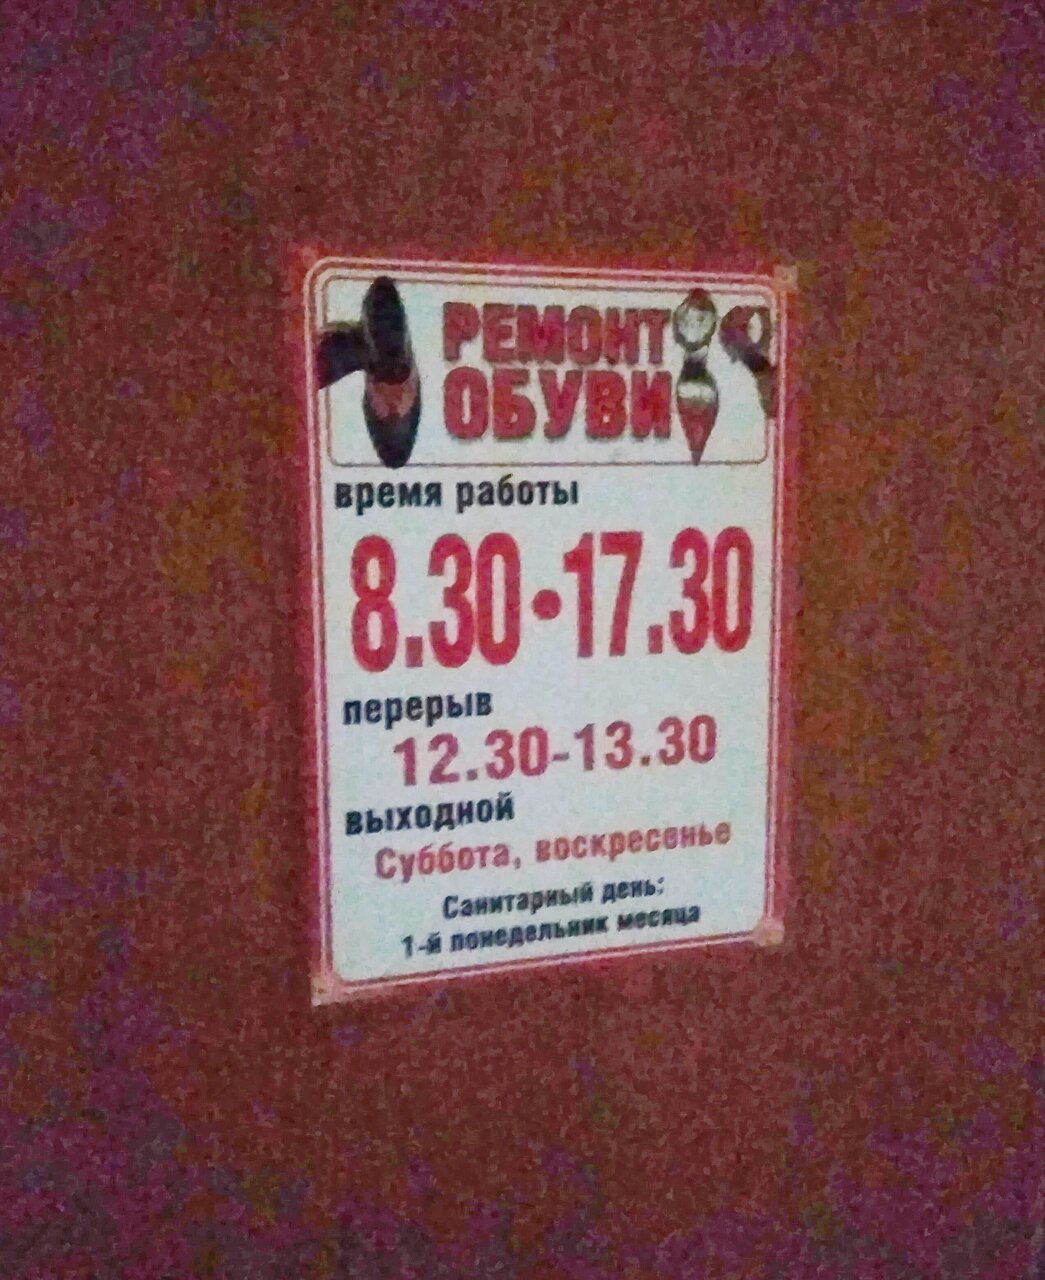 РЕМОНТ
ОБУВИ
время работы
8.30•17.30
перерыв
12.30-13.30
выходной
Суббота, воскресенье
Санитарный день:
1-й понедельник месяца